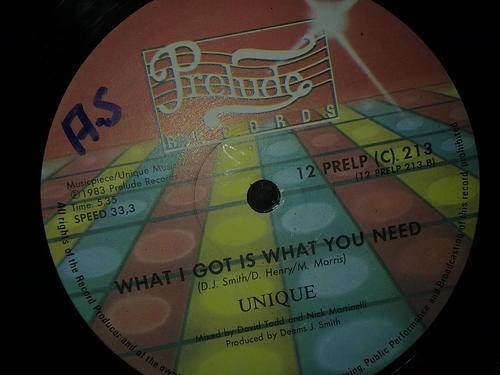 Prelude
RECORDS
A.S
Musicpiece/Unique Music
©1983 Prelude Records
Time: 5,35
SPEED 33,3
12 PRELP (C). 213
(12 PRELP 213 B)
WHAT I GOT IS WHAT YOU NEED
(D.J. Smith/D. Henry/M. Morris)
UNIQUE
Mixed by David Todd and Nick Martinelli
Produced by Deems J. Smith
All rights of the Record Producer and of the
Public Performance and Broadcasting of this record prohibited